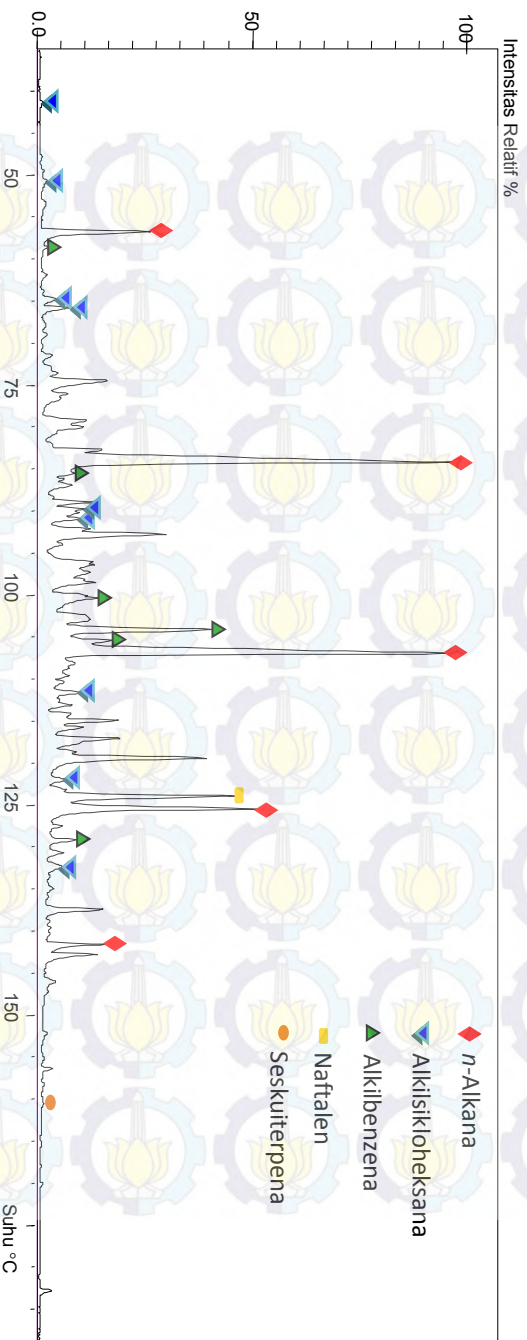 Intensitas Relatif %
100
50
0.0
50
75
100
125
150
Suhu °C
n-Alkana
Alkilsikloheksana
Alkilbenzena
Naftalen
Seskuiterpena